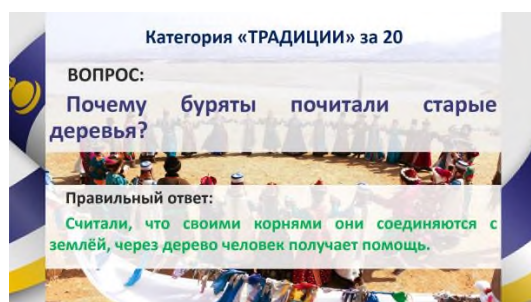 Категория «ТРАДИЦИИ» за 20
ВОПРОС:
Почему буряты почитали старые
деревья?
Правильный ответ:
Считали, что своими корнями они соединяются с
землёй, через дерево человек получает помощь.